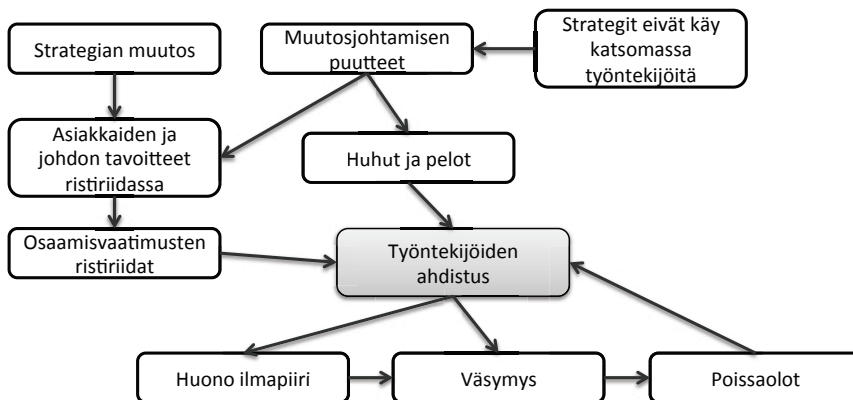 Strategian muutos
Muutosjohtamisen
puutteet
Strategit eivät käy
katsomassa
työntekijöitä
Asiakkaiden ja
johdon tavoitteet
ristiriidassa
Huhut ja pelot
Osaamisvaatimusten
ristiriidat
Työntekijöiden
ahdistus
Huono ilmapiiri
Väsymys
Poissaolot